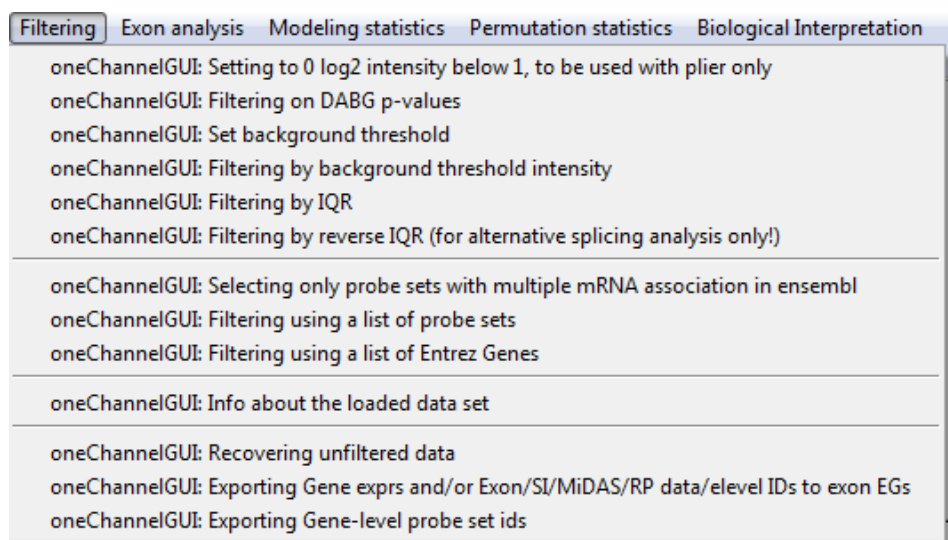 Filtering Exon analysis Modeling statistics Permutation statistics Biological Interpretation
oneChannelGUI: Setting to 0 log2 intensity below 1, to be used with plier only
oneChannelGUI: Filtering on DABG p-values
oneChannelGUI: Set background threshold
oneChannelGUI: Filtering by background threshold intensity
oneChannelGUI: Filtering by IQR
oneChannelGUI: Filtering by reverse IQR (for alternative splicing analysis only!)
oneChannelGUI: Selecting only probe sets with multiple mRNA association in ensembl
oneChannelGUI: Filtering using a list of probe sets
oneChannelGUI: Filtering using a list of Entrez Genes
oneChannelGUI: Info about the loaded data set
oneChannelGUI: Recovering unfiltered data
oneChannelGUI: Exporting Gene exprs and/or Exon/SI/MiDAS/RP data/elevel IDs to exon EGs
oneChannelGUI: Exporting Gene-level probe set ids